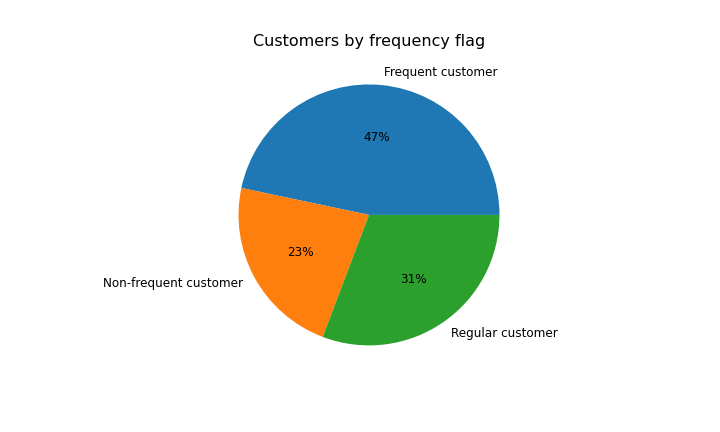 Customers by frequency flag
Frequent customer
47%
23%
31%
Non-frequent customer
Regular customer